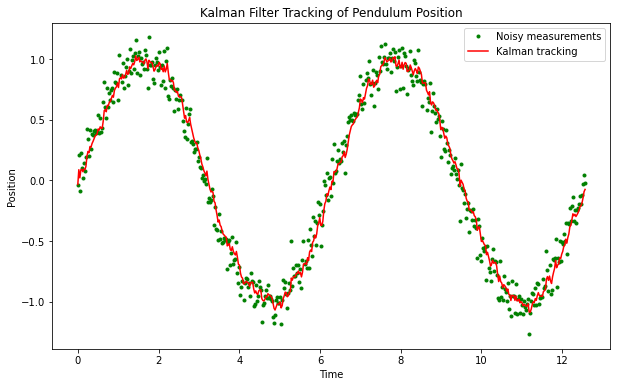 Kalman Filter Tracking of Pendulum Position
Noisy measurements
Kalman tracking
1.0
0.5
0.0
−0.5
−1.0
Position
0 2 4 6 8 10 12
Time